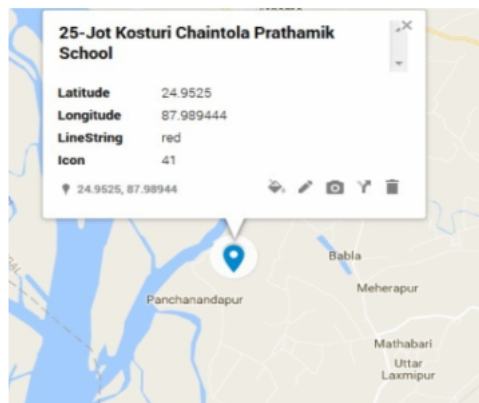 25-Jot Kosturi Chaintola Prathamik
School
Latitude 24.9525
Longitude 87.989444
LineString red
Icon 41
24.9525, 87.98944
Babla
Meherapur
Panchanandapur
Mathabari
Uttar
Laxmipur